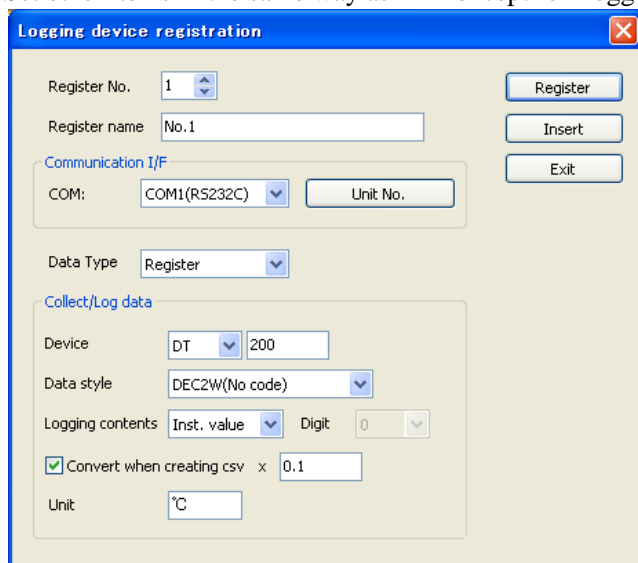 Logging device registration
Register No. 1 Register
Register name No.1 Insert
Communication I/F Exit
COM: COM1(RS232C) Unit No.
Data Type Register
Collect/Log data
Device DT 200
Data style DEC2W(No code)
Logging contents Inst. value Digit 0
Convert when creating csv x 0.1
Unit °C